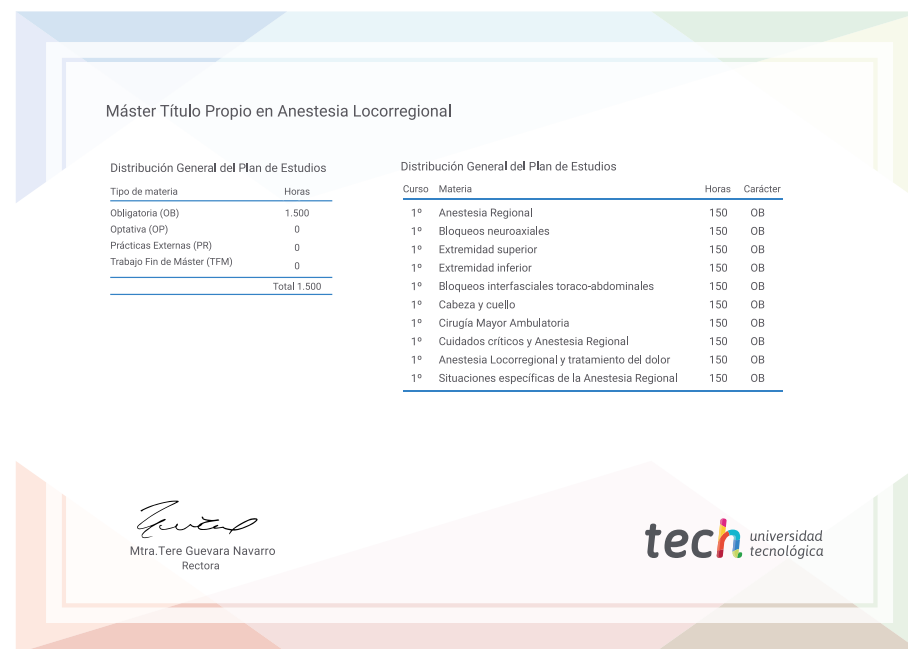 Máster Título Propio en Anestesia Locorregional
Distribución General del Plan de Estudios
Tipo de materia Horas
Obligatoria (OB) 1.500
Optativa (OP) 0
Prácticas Externas (PR) 0
Trabajo Fin de Máster (TFM) 0
Total 1.500
Distribución General del Plan de Estudios
Curso Materia Horas Carácter
1º Anestesia Regional 150 OB
1º Bloqueos neuroaxiales 150 OB
1º Extremidad superior 150 OB
1º Extremidad inferior 150 OB
1º Bloqueos interfasciales toraco-abdominales 150 OB
1º Cabeza y cuello 150 OB
1º Cirugía Mayor Ambulatoria 150 OB
1º Cuidados críticos y Anestesia Regional 150 OB
1º Anestesia Locorregional y tratamiento del dolor 150 OB
1º Situaciones específicas de la Anestesia Regional 150 OB
Mtra.Tere Guevara Navarro
Rectora
tech universidad
tecnológica